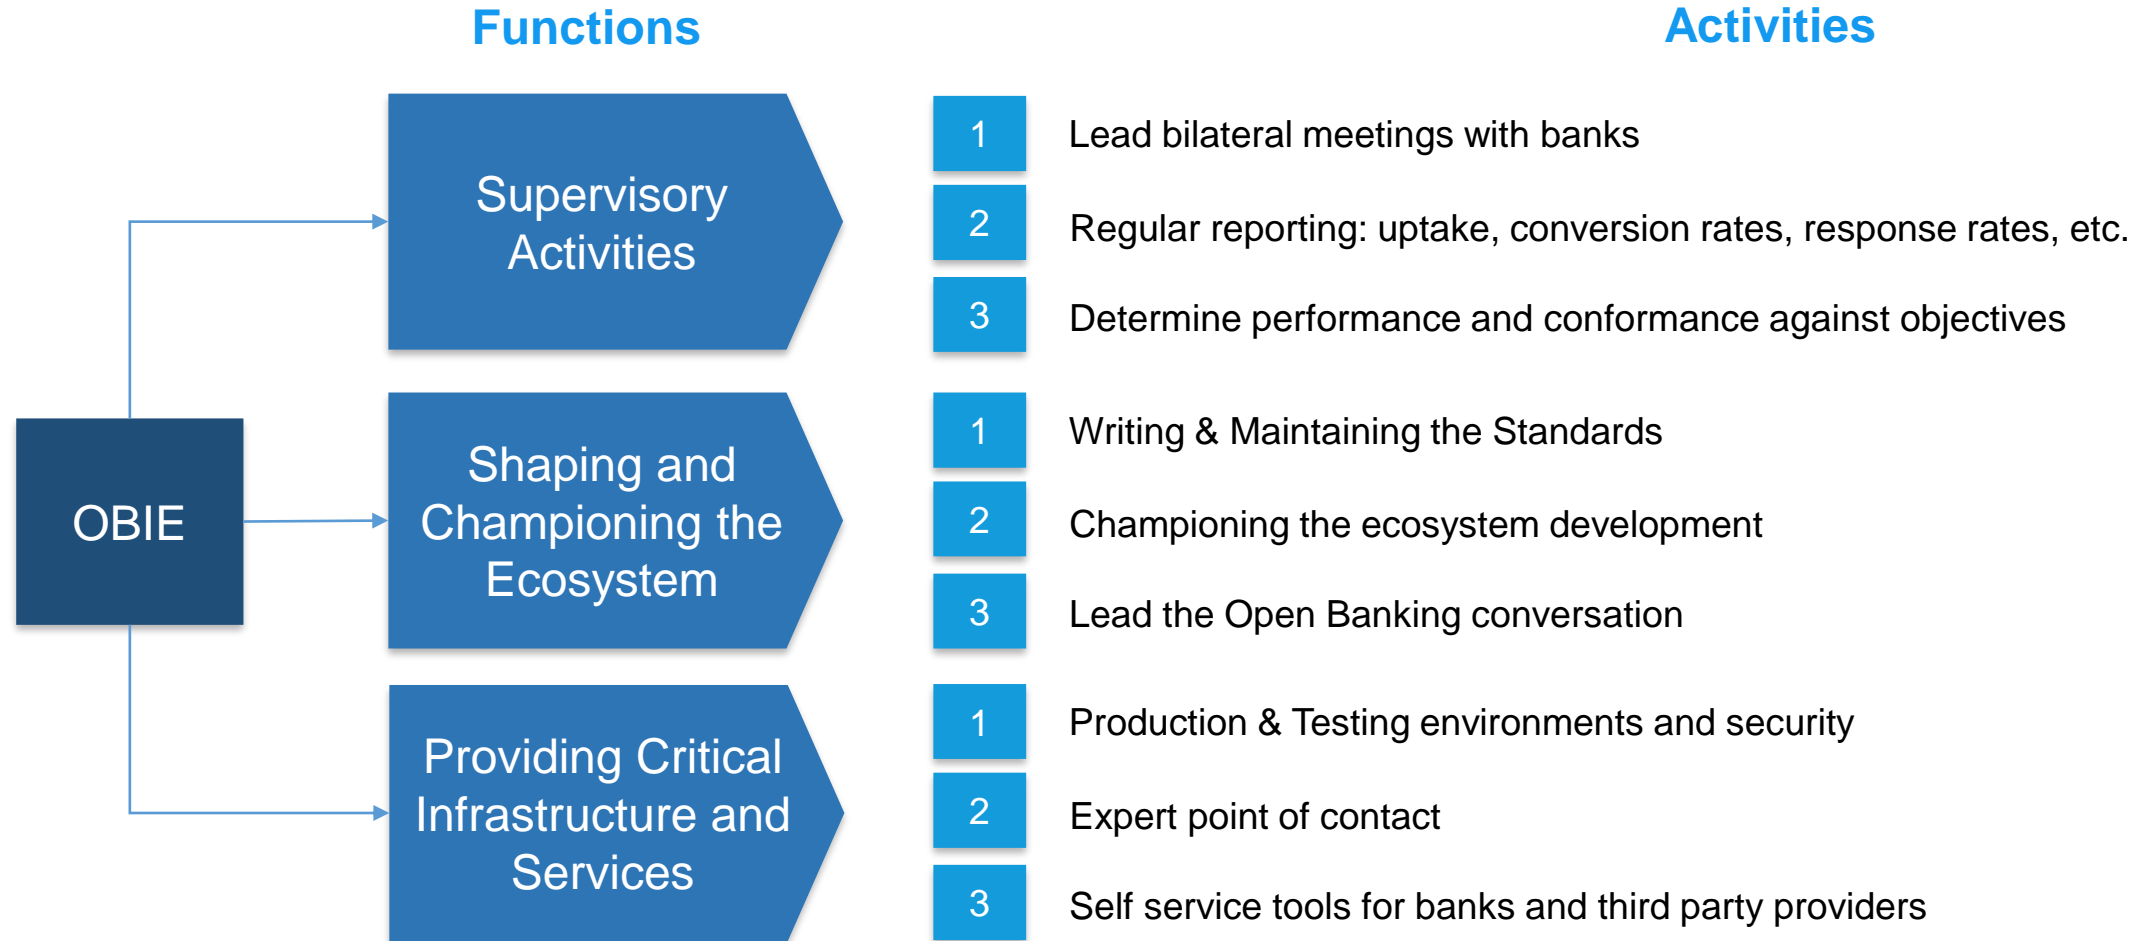 Functions
Activities
OBIE
Supervisory
Activities
1
Lead bilateral meetings with banks
2
Regular reporting: uptake, conversion rates, response rates, etc.
3
Determine performance and conformance against objectives
Shaping and
Championing the
Ecosystem
1
Writing & Maintaining the Standards
2
Championing the ecosystem development
3
Lead the Open Banking conversation
Providing Critical
Infrastructure and
Services
1
Production & Testing environments and security
2
Expert point of contact
3
Self service tools for banks and third party providers